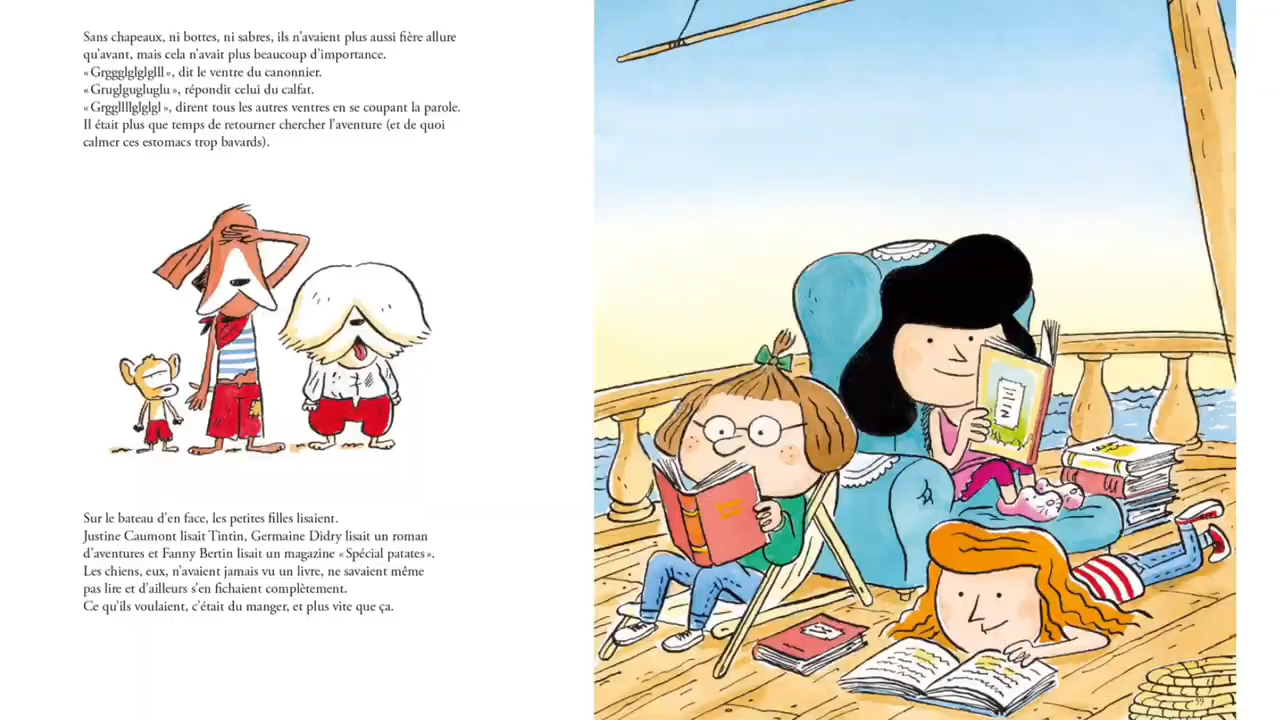 Sans chapeaux, ni bottes, ni sabres, ils n'avaient plus aussi fière allure
qu'avant, mais cela n'avait plus beaucoup d'importance.
« Grggglglglglll », dit le ventre du canonnier.
« Gruglgugluglu », répondit celui du calfat.
« Grggllllglglgl », dirent tous les autres ventres en se coupant la parole.
Il était plus que temps de retourner chercher l'aventure (et de quoi
calmer ces estomacs trop bavards).
Sur le bateau d'en face, les petites filles lisaient.
Justine Caumont lisait Tintin, Germaine Didry lisait un roman
d'aventures et Fanny Bertin lisait un magazine « Spécial patates ».
Les chiens, eux, n'avaient jamais vu un livre, ne savaient même
pas lire et d'ailleurs s'en fichaient complètement.
Ce qu'ils voulaient, c'était du manger, et plus vite que ça.
59